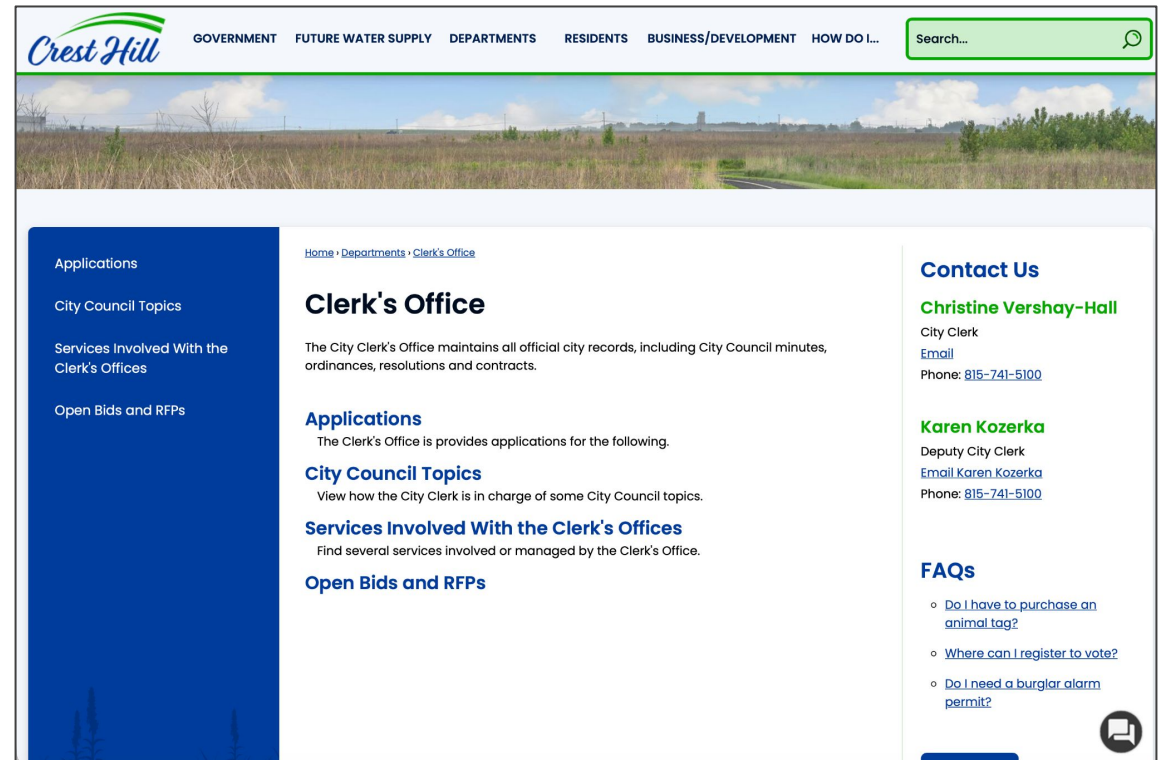 Crest Hill
GOVERNMENT
FUTURE WATER SUPPLY
DEPARTMENTS
RESIDENTS
BUSINESS/DEVELOPMENT
HOW DO I...
Search...
Applications
City Council Topics
Services Involved With the
Clerk's Offices
Open Bids and RFPs
Home › Departments › Clerk's Office
Clerk's Office
The City Clerk's Office maintains all official city records, including City Council minutes,
ordinances, resolutions and contracts.
Applications
The Clerk's Office is provides applications for the following.
City Council Topics
View how the City Clerk is in charge of some City Council topics.
Services Involved With the Clerk's Offices
Find several services involved or managed by the Clerk's Office.
Open Bids and RFPs
Contact Us
Christine Vershay-Hall
City Clerk
Email
Phone: 815-741-5100
Karen Kozerka
Deputy City Clerk
Email Karen Kozerka
Phone: 815-741-5100
FAQs
Do I have to purchase an
animal tag?
Where can I register to vote?
Do I need a burglar alarm
permit?